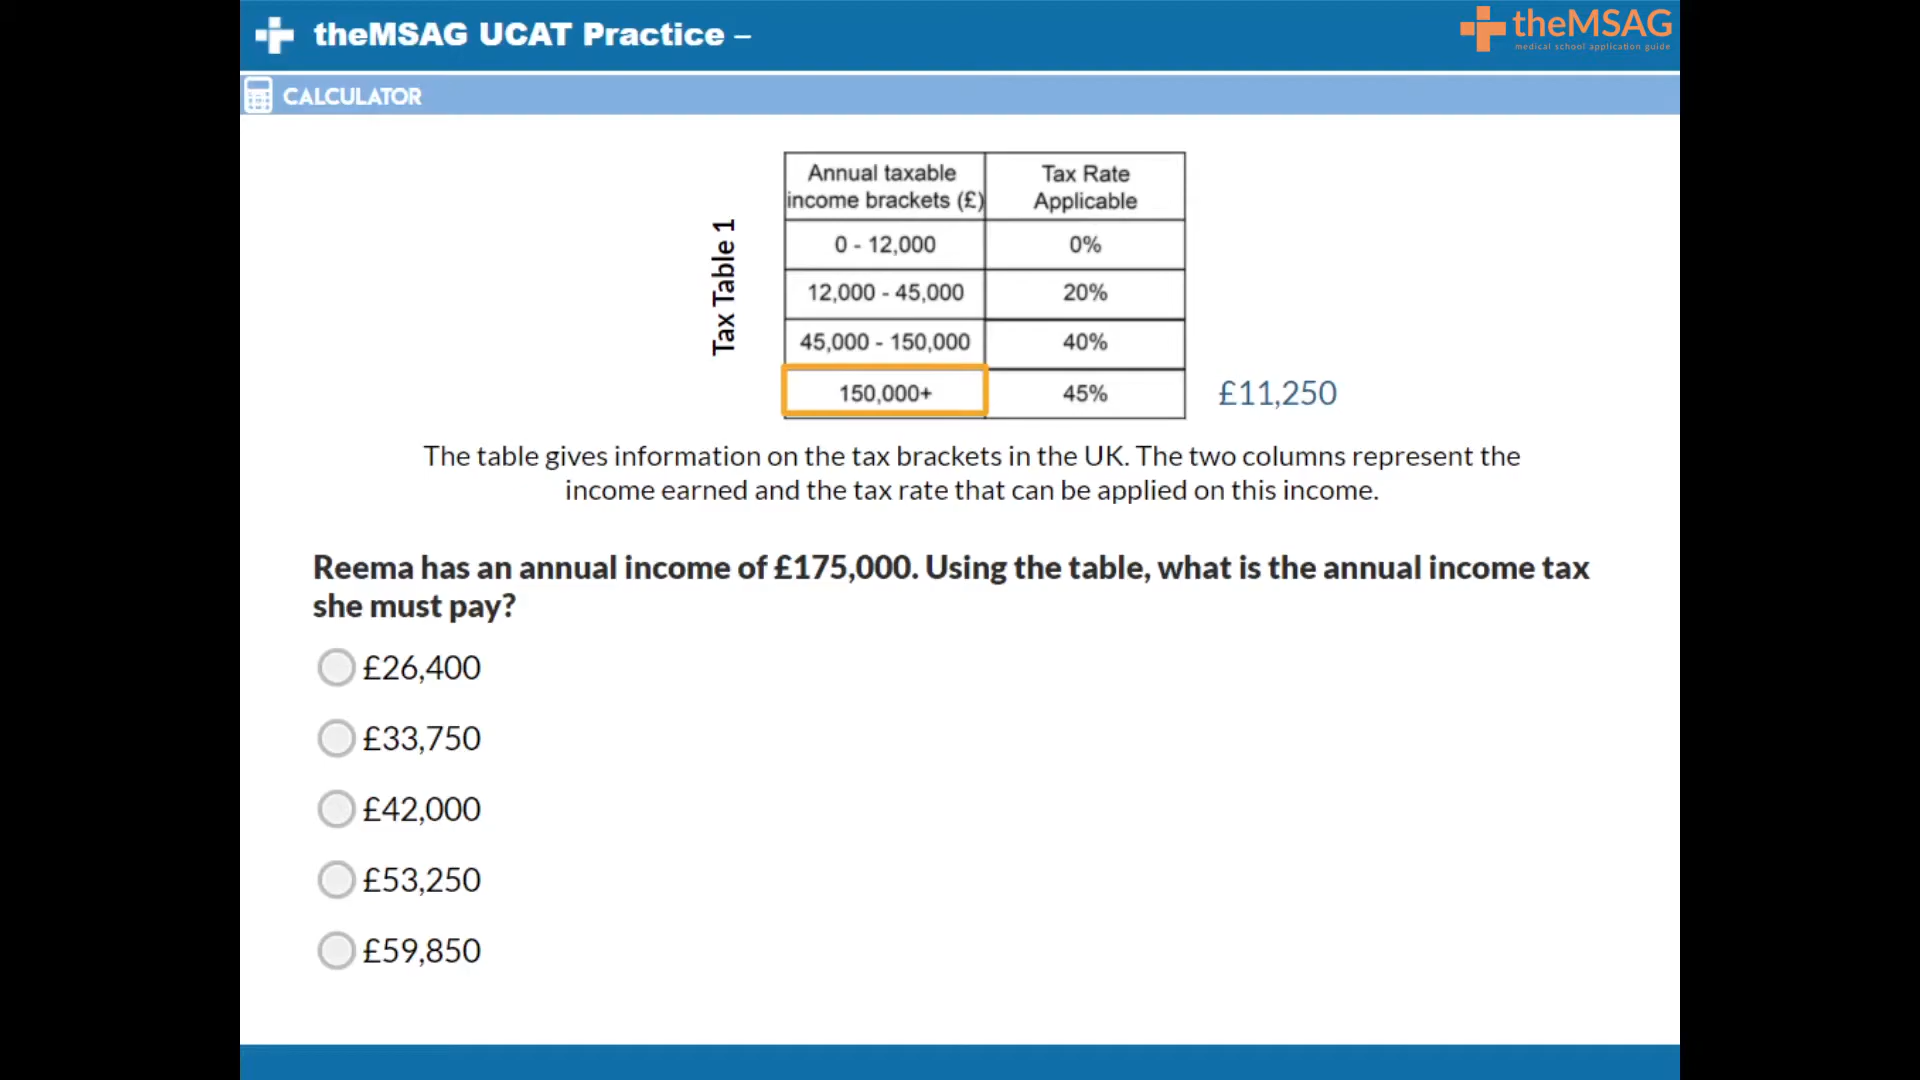 theMSAG UCAT Practice –
theMSAG
medical school application guide
CALCULATOR
Tax Table 1
Annual taxable income brackets (£) Tax Rate Applicable
0 - 12,000 0%
12,000 - 45,000 20%
45,000 - 150,000 40%
150,000+ 45% £11,250
The table gives information on the tax brackets in the UK. The two columns represent the
income earned and the tax rate that can be applied on this income.
Reema has an annual income of £175,000. Using the table, what is the annual income tax
she must pay?
£26,400
£33,750
£42,000
£53,250
£59,850